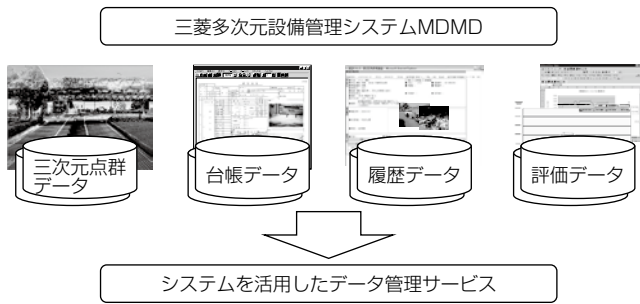 三菱多次元設備管理システムMDMD
三次元点群
データ
台帳データ
履歴データ
評価データ
システムを活用したデータ管理サービス